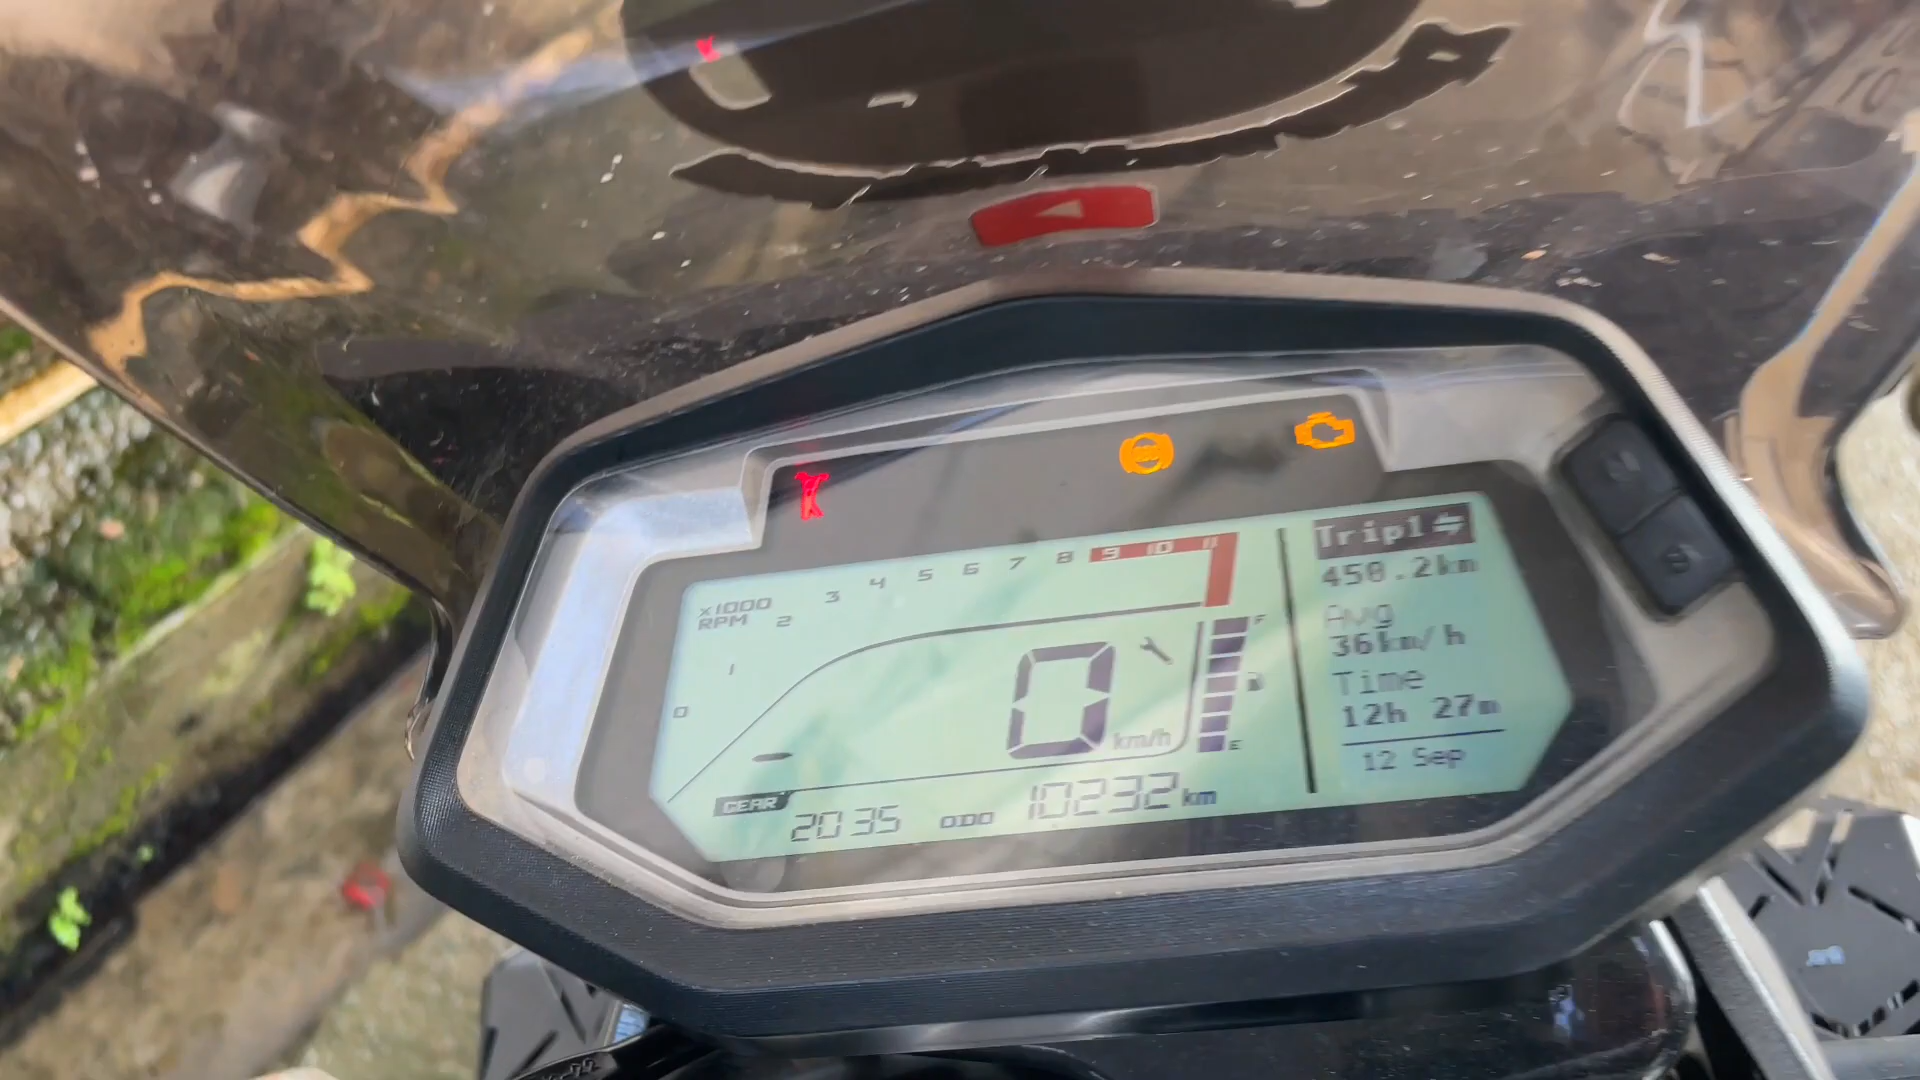 3 4 5 6 7 8 9 10 11
x1000
RPM 2
1
0
0
km/h
F
E
GEAR
2035 ODO 10232 km
Trip1
450.2km
Avg
36km/h
Time
12h 27m
12 Sep